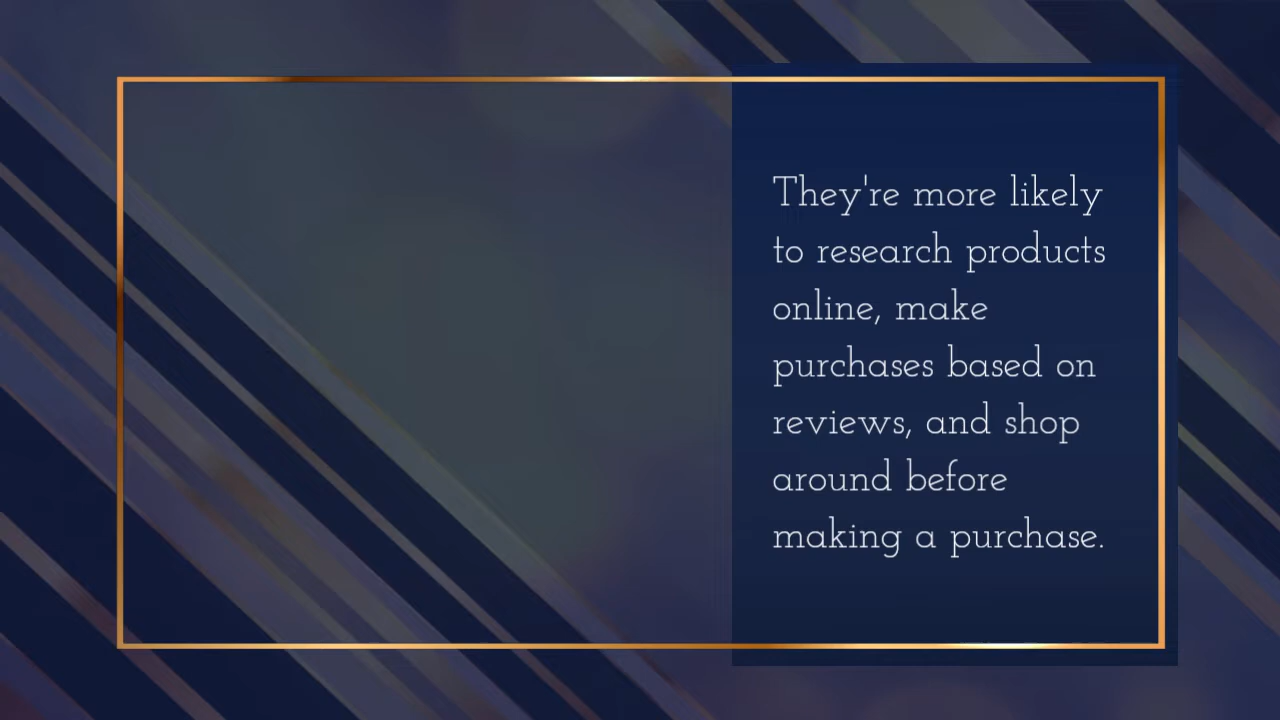 They're more likely
to research products
online, make
purchases based on
reviews, and shop
around before
making a purchase.